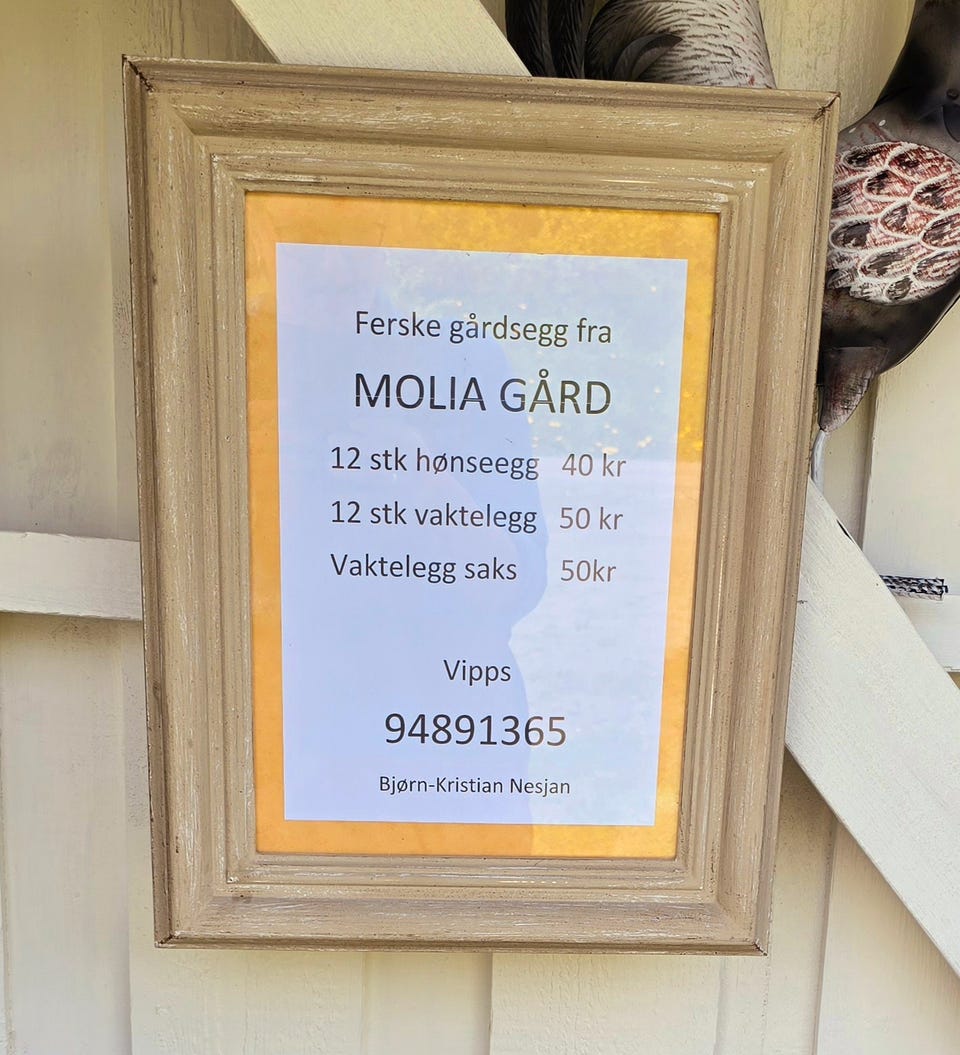 Ferske gårdsegg fra
MOLIA GÅRD
12 stk hønseegg 40 kr
12 stk vaktelegg 50 kr
Vaktelegg saks 50kr
Vipps
94891365
Bjørn-Kristian Nesjan